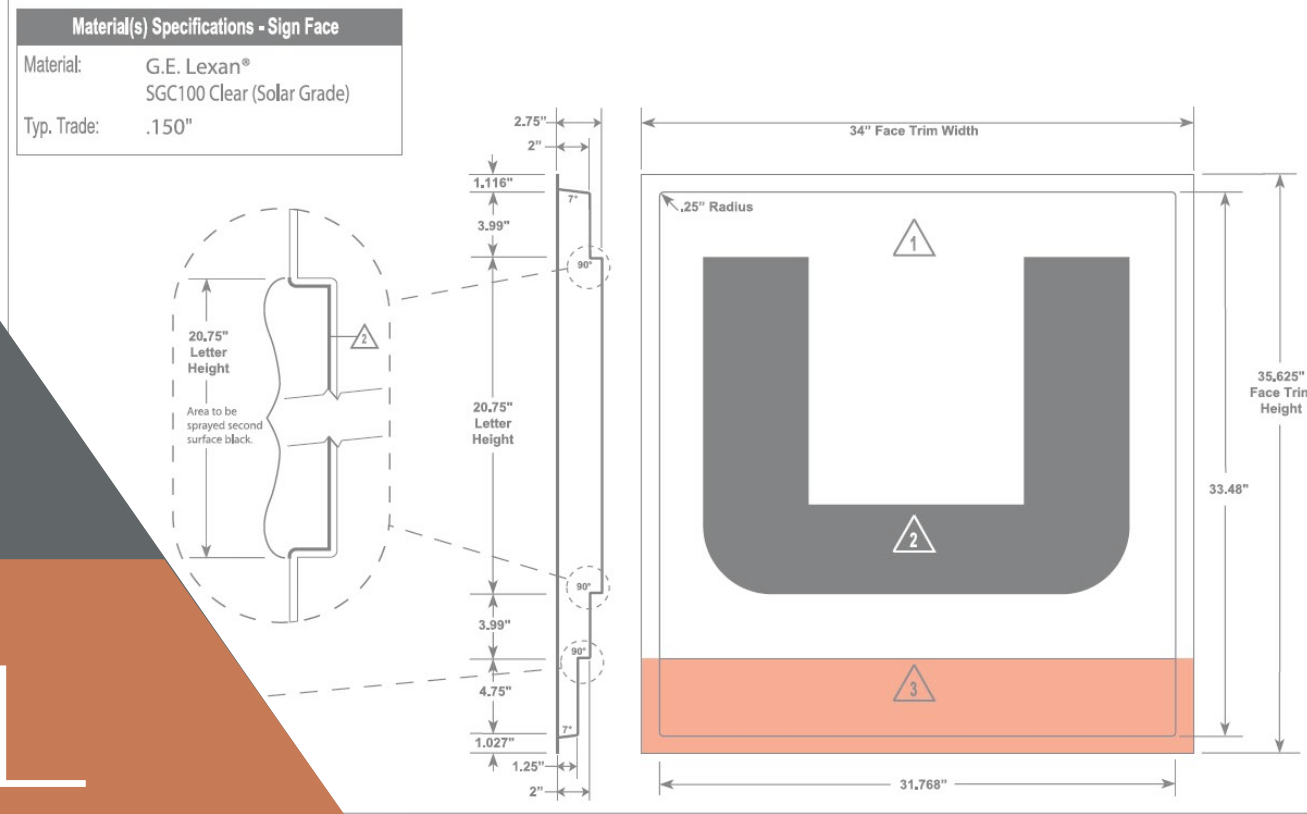 Material(s) Specifications - Sign Face
Material: G.E. Lexan®
SGC100 Clear (Solar Grade)
Typ. Trade: .150"
2.75"
2"
34" Face Trim Width
1.116"
7°
3.99"
.25" Radius
1
90°
20.75"
Letter
Height
2
Area to be
sprayed second
surface black.
20.75"
Letter
Height
35.625"
Face Trim
Height
33.48"
2
90°
3.99"
90°
4.75"
3
7°
1.027"
1.25"
2"
31.768"